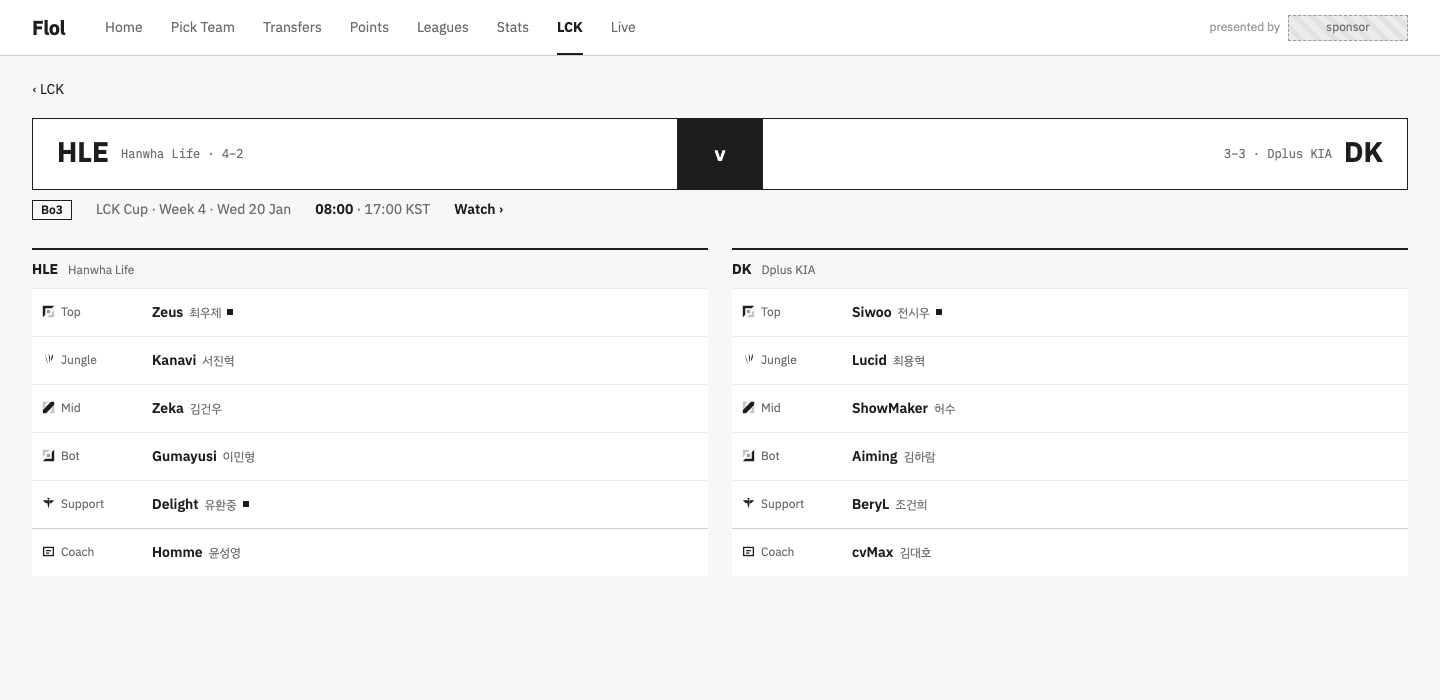 Flol Home Pick Team Transfers Points Leagues Stats LCK Live presented by sponsor
‹ LCK
HLE Hanwha Life · 4–2 v 3–3 · Dplus KIA DK
Bo3 LCK Cup · Week 4 · Wed 20 Jan 08:00 · 17:00 KST Watch ›
HLE Hanwha Life
Top Zeus 최우제
Jungle Kanavi 서진혁
Mid Zeka 김건우
Bot Gumayusi 이민형
Support Delight 유환중
Coach Homme 윤성영
DK Dplus KIA
Top Siwoo 전시우
Jungle Lucid 최용혁
Mid ShowMaker 허수
Bot Aiming 김하람
Support BeryL 조건희
Coach cvMax 김대호